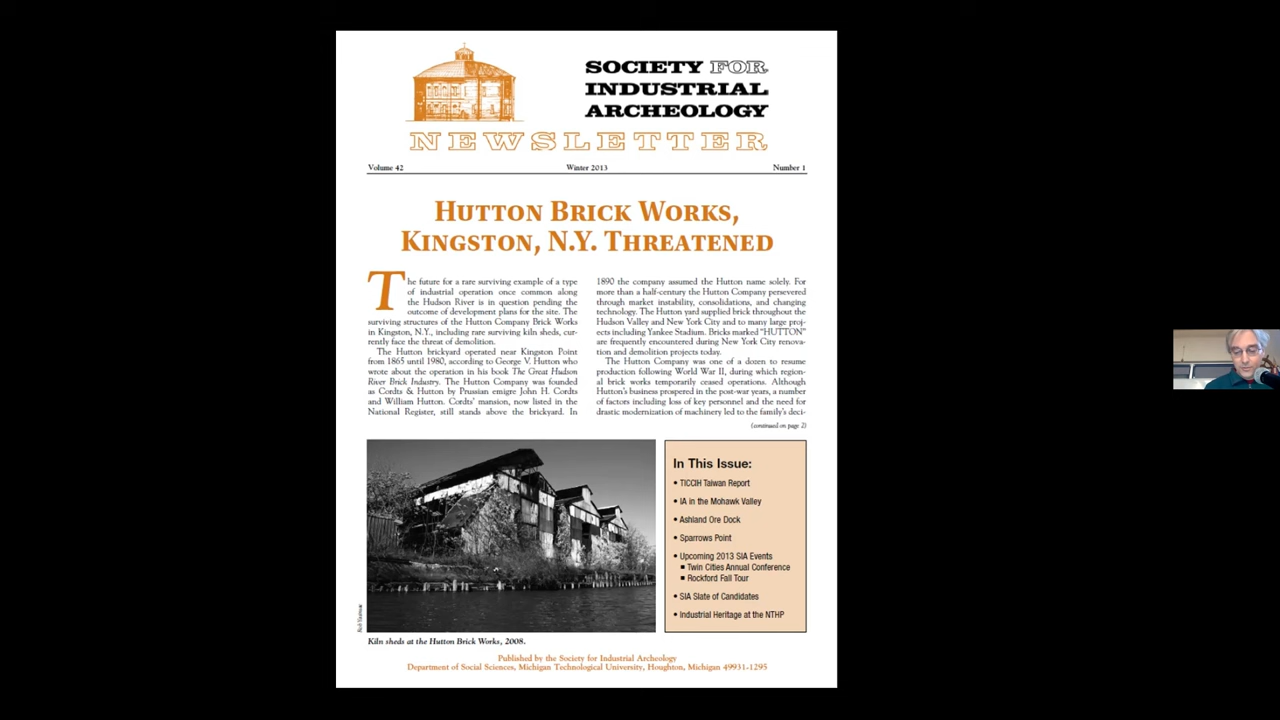 SOCIETY FOR
INDUSTRIAL
ARCHEOLOGY
NEWSLETTER
Volume 42 Winter 2013 Number 1
HUTTON BRICK WORKS,
KINGSTON, N.Y. THREATENED
The future for a rare surviving example of a type
of industrial operation once common along
the Hudson River is in question pending the
outcome of development plans for the site. The
surviving structures of the Hutton Company Brick Works
in Kingston, N.Y., including rare surviving kiln sheds, cur-
rently face the threat of demolition.
The Hutton brickyard operated near Kingston Point
from 1865 until 1980, according to George V. Hutton who
wrote about the operation in his book The Great Hudson
River Brick Industry. The Hutton Company was founded
as Cordts & Hutton by Prussian emigre John H. Cordts
and William Hutton. Cordts' mansion, now listed in the
National Register, still stands above the brickyard. In
1890 the company assumed the Hutton name solely. For
more than a half-century the Hutton Company persevered
through market instability, consolidations, and changing
technology. The Hutton yard supplied brick throughout the
Hudson Valley and New York City and to many large proj-
ects including Yankee Stadium. Bricks marked "HUTTON"
are frequently encountered during New York City renova-
tion and demolition projects today.
The Hutton Company was one of a dozen to resume
production following World War II, during which region-
al brick works temporarily ceased operations. Although
Hutton's business prospered in the post-war years, a number
of factors including loss of key personnel and the need for
drastic modernization of machinery led to the family's deci-
(continued on page 2)
In This Issue:
• TICCIH Taiwan Report
• IA in the Mohawk Valley
• Ashland Ore Dock
• Sparrows Point
• Upcoming 2013 SIA Events
■ Twin Cities Annual Conference
■ Rockford Fall Tour
• SIA Slate of Candidates
• Industrial Heritage at the NTHP
Kiln sheds at the Hutton Brick Works, 2008.
Published by the Society for Industrial Archeology
Department of Social Sciences, Michigan Technological University, Houghton, Michigan 49931-1295